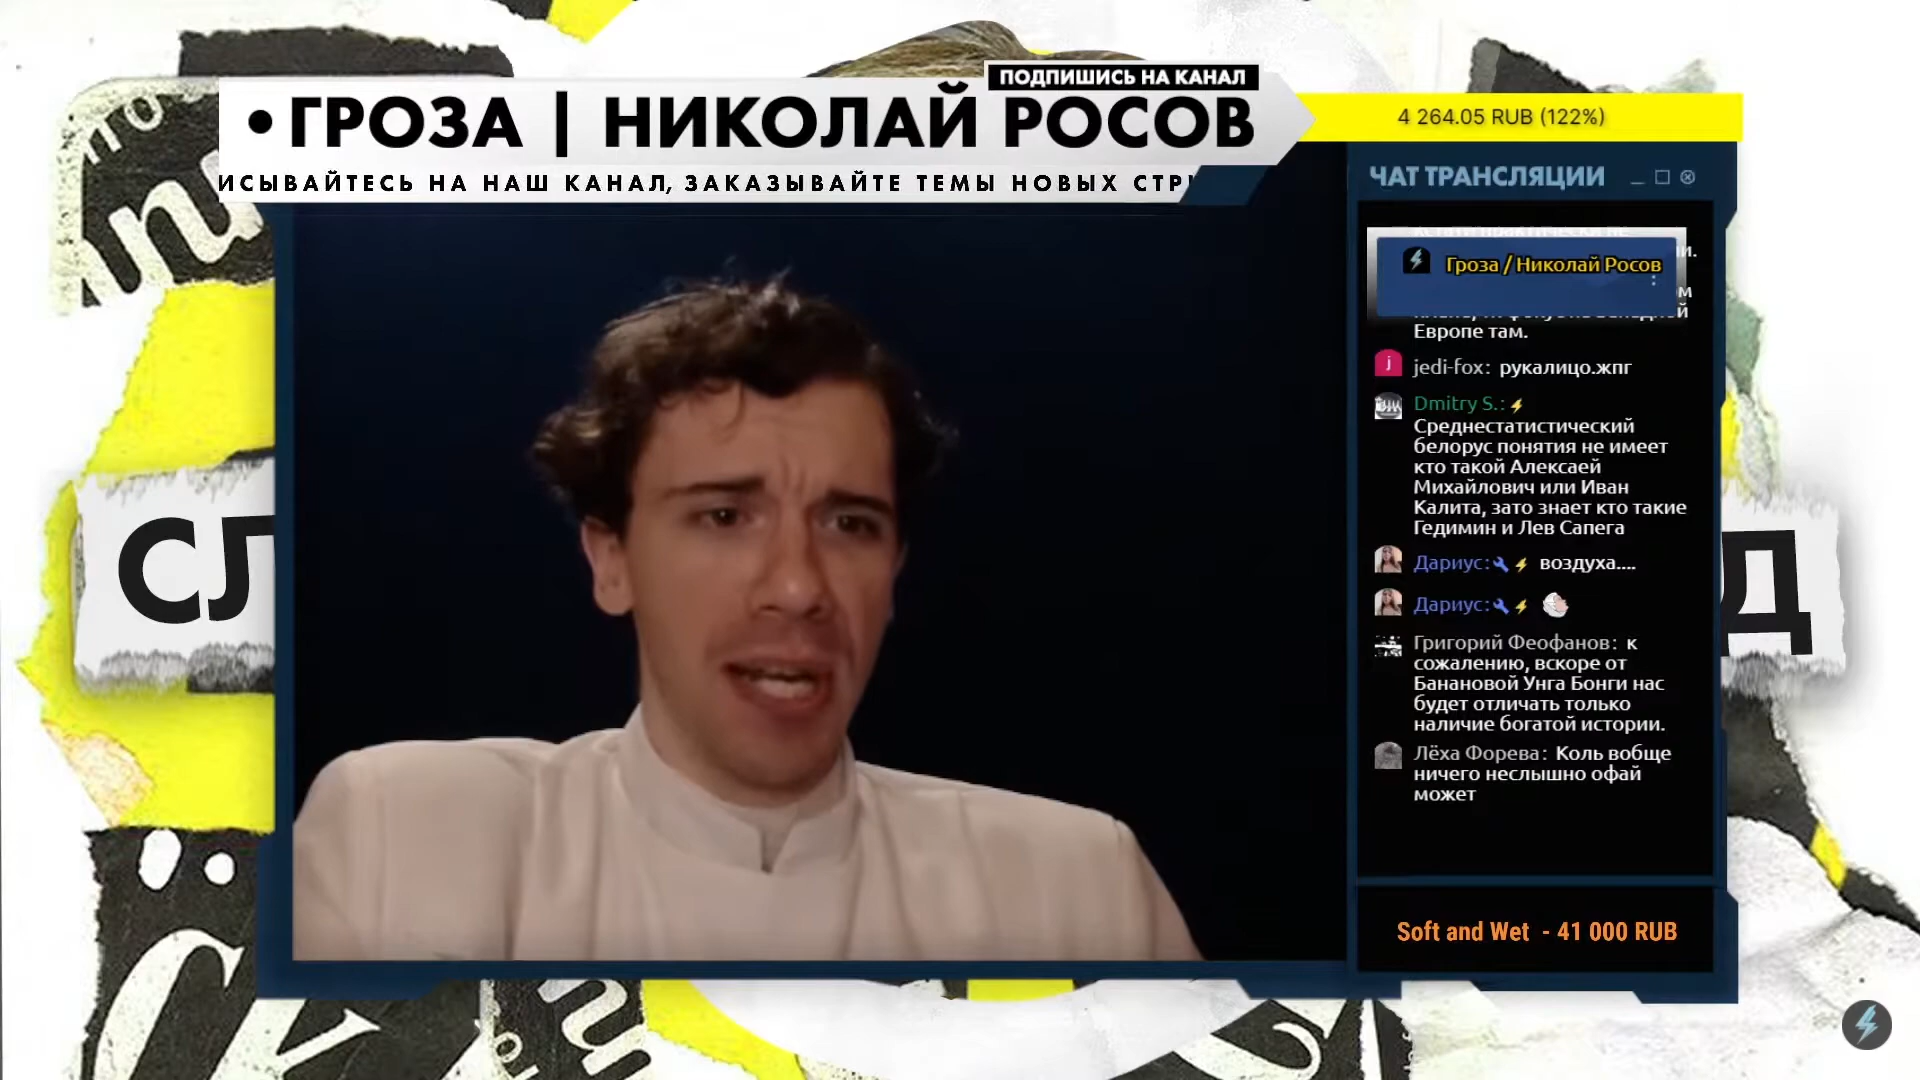 ПОДПИШИСЬ НА КАНАЛ
• ГРОЗА | НИКОЛАЙ РОСОВ
ИСЫВАЙТЕСЬ НА НАШ КАНАЛ, ЗАКАЗЫВАЙТЕ ТЕМЫ НОВЫХ СТР
4 264.05 RUB (122%)
ЧАТ ТРАНСЛЯЦИИ
Гроза / Николай Росов
Европе там.
jedi-fox: рукалицо.жпг
Dmitry S.:
Среднестатистический
белорус понятия не имеет
кто такой Алексаей
Михайлович или Иван
Калита, зато знает кто такие
Гедимин и Лев Сапега
Дариус: воздуха....
Дариус:
Григорий Феофанов: к
сожалению, вскоре от
Банановой Унга Бонги нас
будет отличать только
наличие богатой истории.
Лёха Форева: Коль вобще
ничего неслышно офай
может
Soft and Wet - 41 000 RUB
СЛ
Д